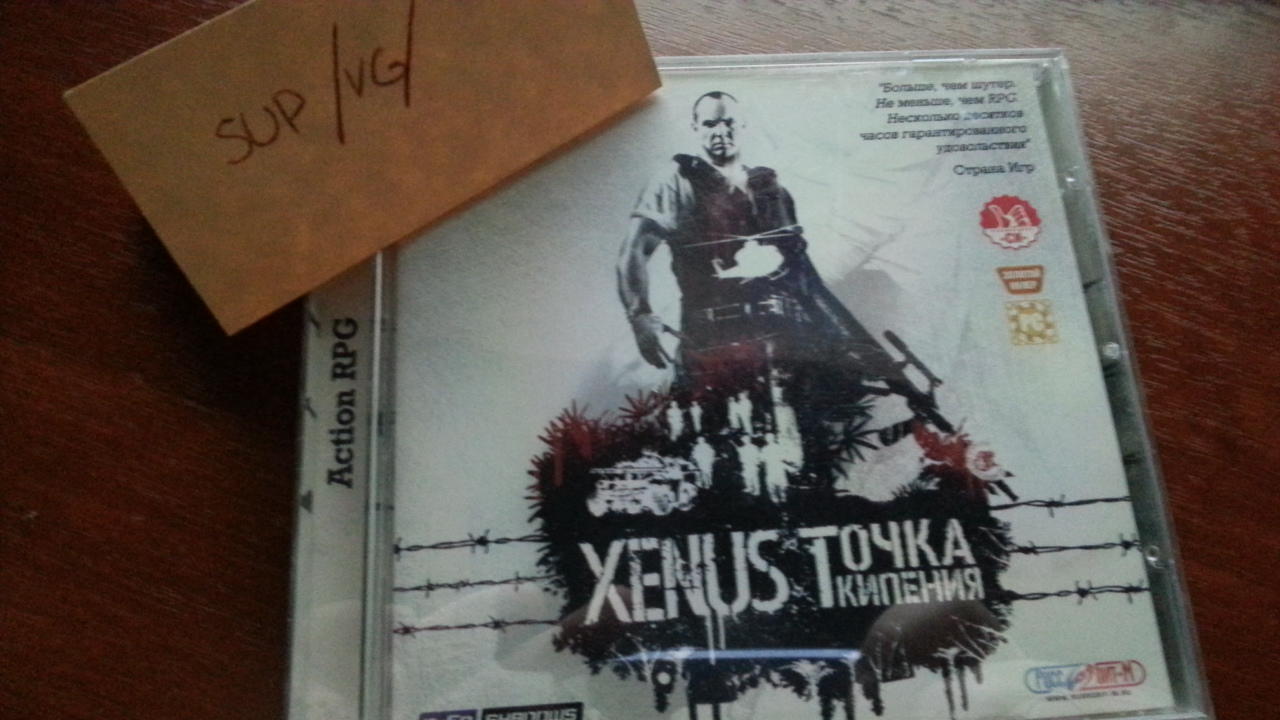 SUP /VG/
"Больше, чем шутер.
Не меньше, чем RPG.
Несколько десятков
часов гарантированного
удовольствия"
Страна Игр
Action RPG
XENUS ТОЧКА
КИПЕНИЯ